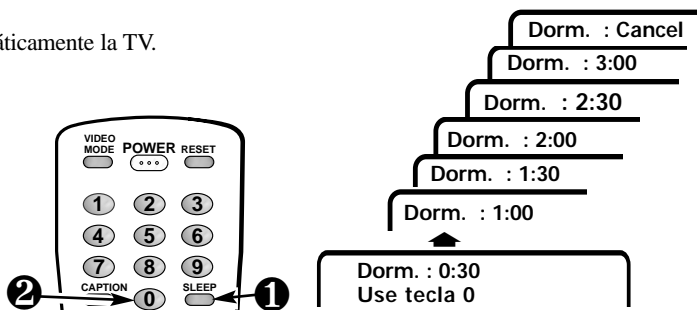 áticamente la TV.
VIDEO
MODE POWER RESET
1 2 3
4 5 6
7 8 9
CAPTION 0 SLEEP
2 1
Dorm. : Cancel
Dorm. : 3:00
Dorm. : 2:30
Dorm. : 2:00
Dorm. : 1:30
Dorm. : 1:00
Dorm. : 0:30
Use tecla 0